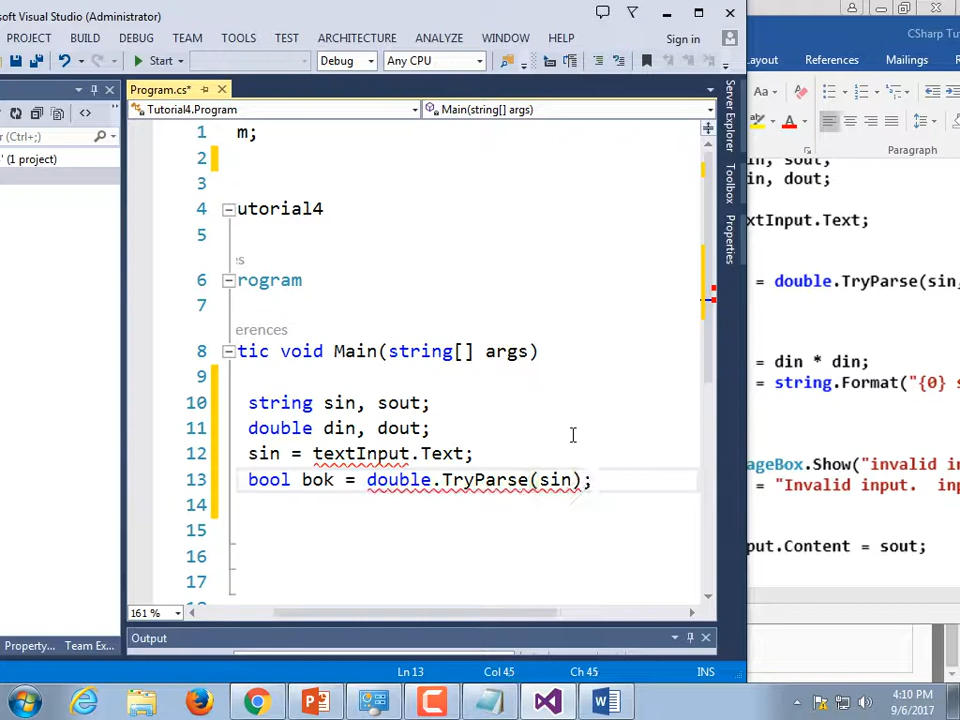 soft Visual Studio (Administrator)
PROJECT BUILD DEBUG TEAM TOOLS TEST ARCHITECTURE ANALYZE WINDOW HELP Sign in
Start Debug Any CPU
Program.cs*
Tutorial4.Program Main(string[] args)
(Ctrl+;)
' (1 project)
1 m;
2
3
4 utorial4
5
es
6 rogram
7
erences
8 tic void Main(string[] args)
9
10 string sin, sout;
11 double din, dout;
12 sin = textInput.Text;
13 bool bok = double.TryParse(sin);
14
15
16
17
161 %
Property... Team Ex...
Output
Ln 13 Col 45 Ch 45 INS
Server Explorer
Toolbox
Properties
CSharp Tu
ayout References Mailings
Aa
A
Paragraph
in, sout;
in, dout;
xtInput.Text;
= double.TryParse(sin,
= din * din;
= string.Format("{0} s
ageBox.Show("invalid i
= "Invalid input. inp
put.Content = sout;
4:10 PM
9/6/2017